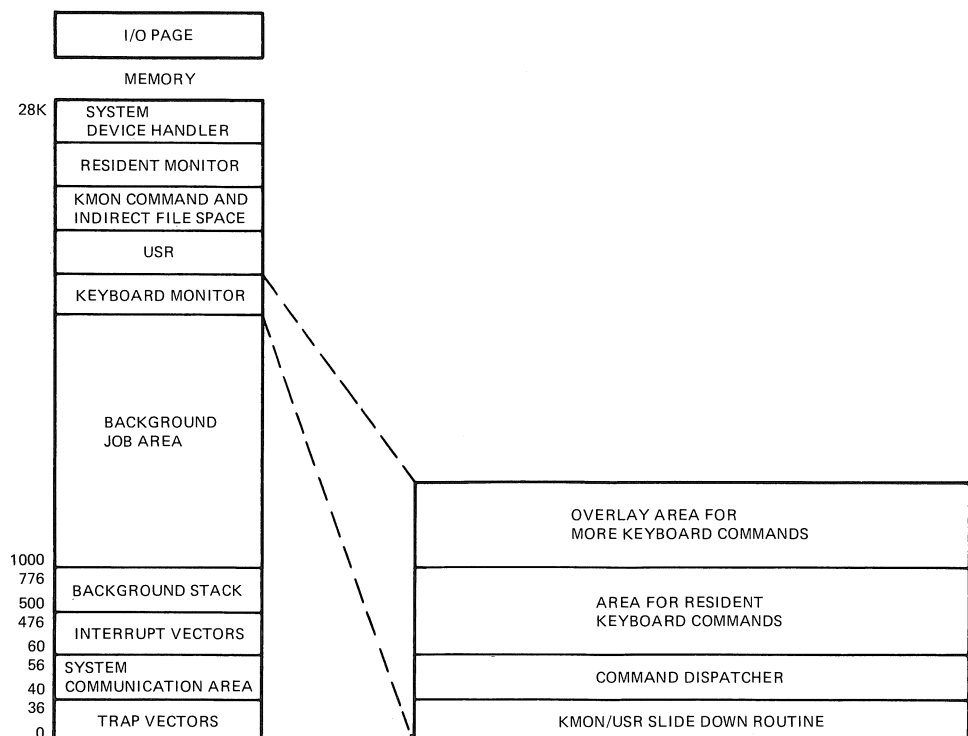 I/O PAGE
MEMORY
28K
SYSTEM
DEVICE HANDLER
RESIDENT MONITOR
KMON COMMAND AND
INDIRECT FILE SPACE
USR
KEYBOARD MONITOR
BACKGROUND
JOB AREA
1000
776
BACKGROUND STACK
500
476
INTERRUPT VECTORS
60
56
SYSTEM
COMMUNICATION AREA
40
36
TRAP VECTORS
0
OVERLAY AREA FOR
MORE KEYBOARD COMMANDS
AREA FOR RESIDENT
KEYBOARD COMMANDS
COMMAND DISPATCHER
KMON/USR SLIDE DOWN ROUTINE